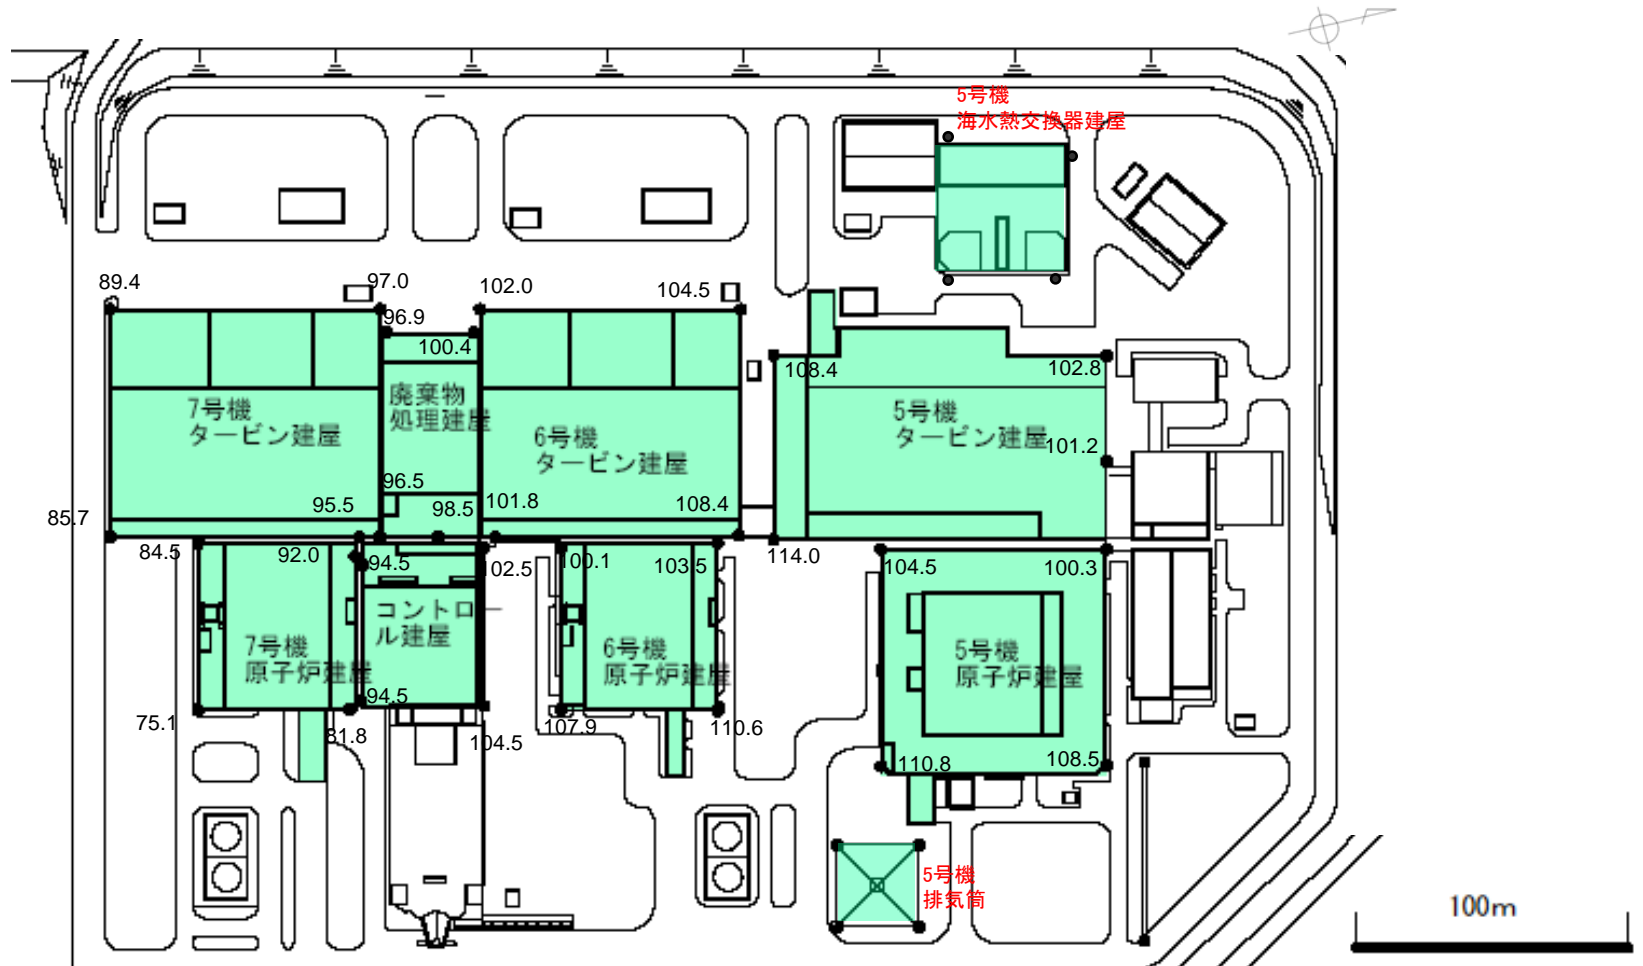 5号機
海水熱交換器建屋
89.4
97.0
102.0
104.5
96.9
100.4
108.4
102.8
7号機
タービン建屋
廃棄物
処理建屋
6号機
タービン建屋
5号機
タービン建屋
101.2
96.5
95.5
98.5
101.8
108.4
85.7
84.5
92.0
94.5
102.5
100.1
103.5
114.0
104.5
100.3
コントロ
ル建屋
7号機
原子炉建屋
6号機
原子炉建屋
5号機
原子炉建屋
94.5
75.1
81.8
104.5
107.9
110.6
110.8
108.5
5号機
排気筒
100m